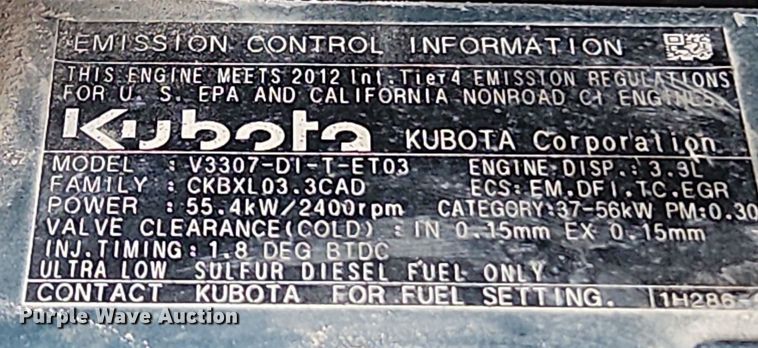 EMISSION CONTROL INFORMATION
THIS ENGINE MEETS 2012 Int.Tier4 EMISSION REGULATIONS
FOR U. S. EPA AND CALIFORNIA NONROAD CI ENGINES.
Kubota KUBOTA Corporation
MODEL : V3307-DI-T-ET03 ENGINE DISP.: 3.3L
FAMILY : CKBXL03.3CAD ECS: EM.DFI.TC.EGR
POWER : 55.4kW/2400rpm CATEGORY:37-56kW PM:0.30
VALVE CLEARANCE(COLD) : IN 0.15mm EX 0.15mm
INJ.TIMING: 1.8 DEG BTDC
ULTRA LOW SULFUR DIESEL FUEL ONLY
CONTACT KUBOTA FOR FUEL SETTING. 1H286-
Purple Wave Auction